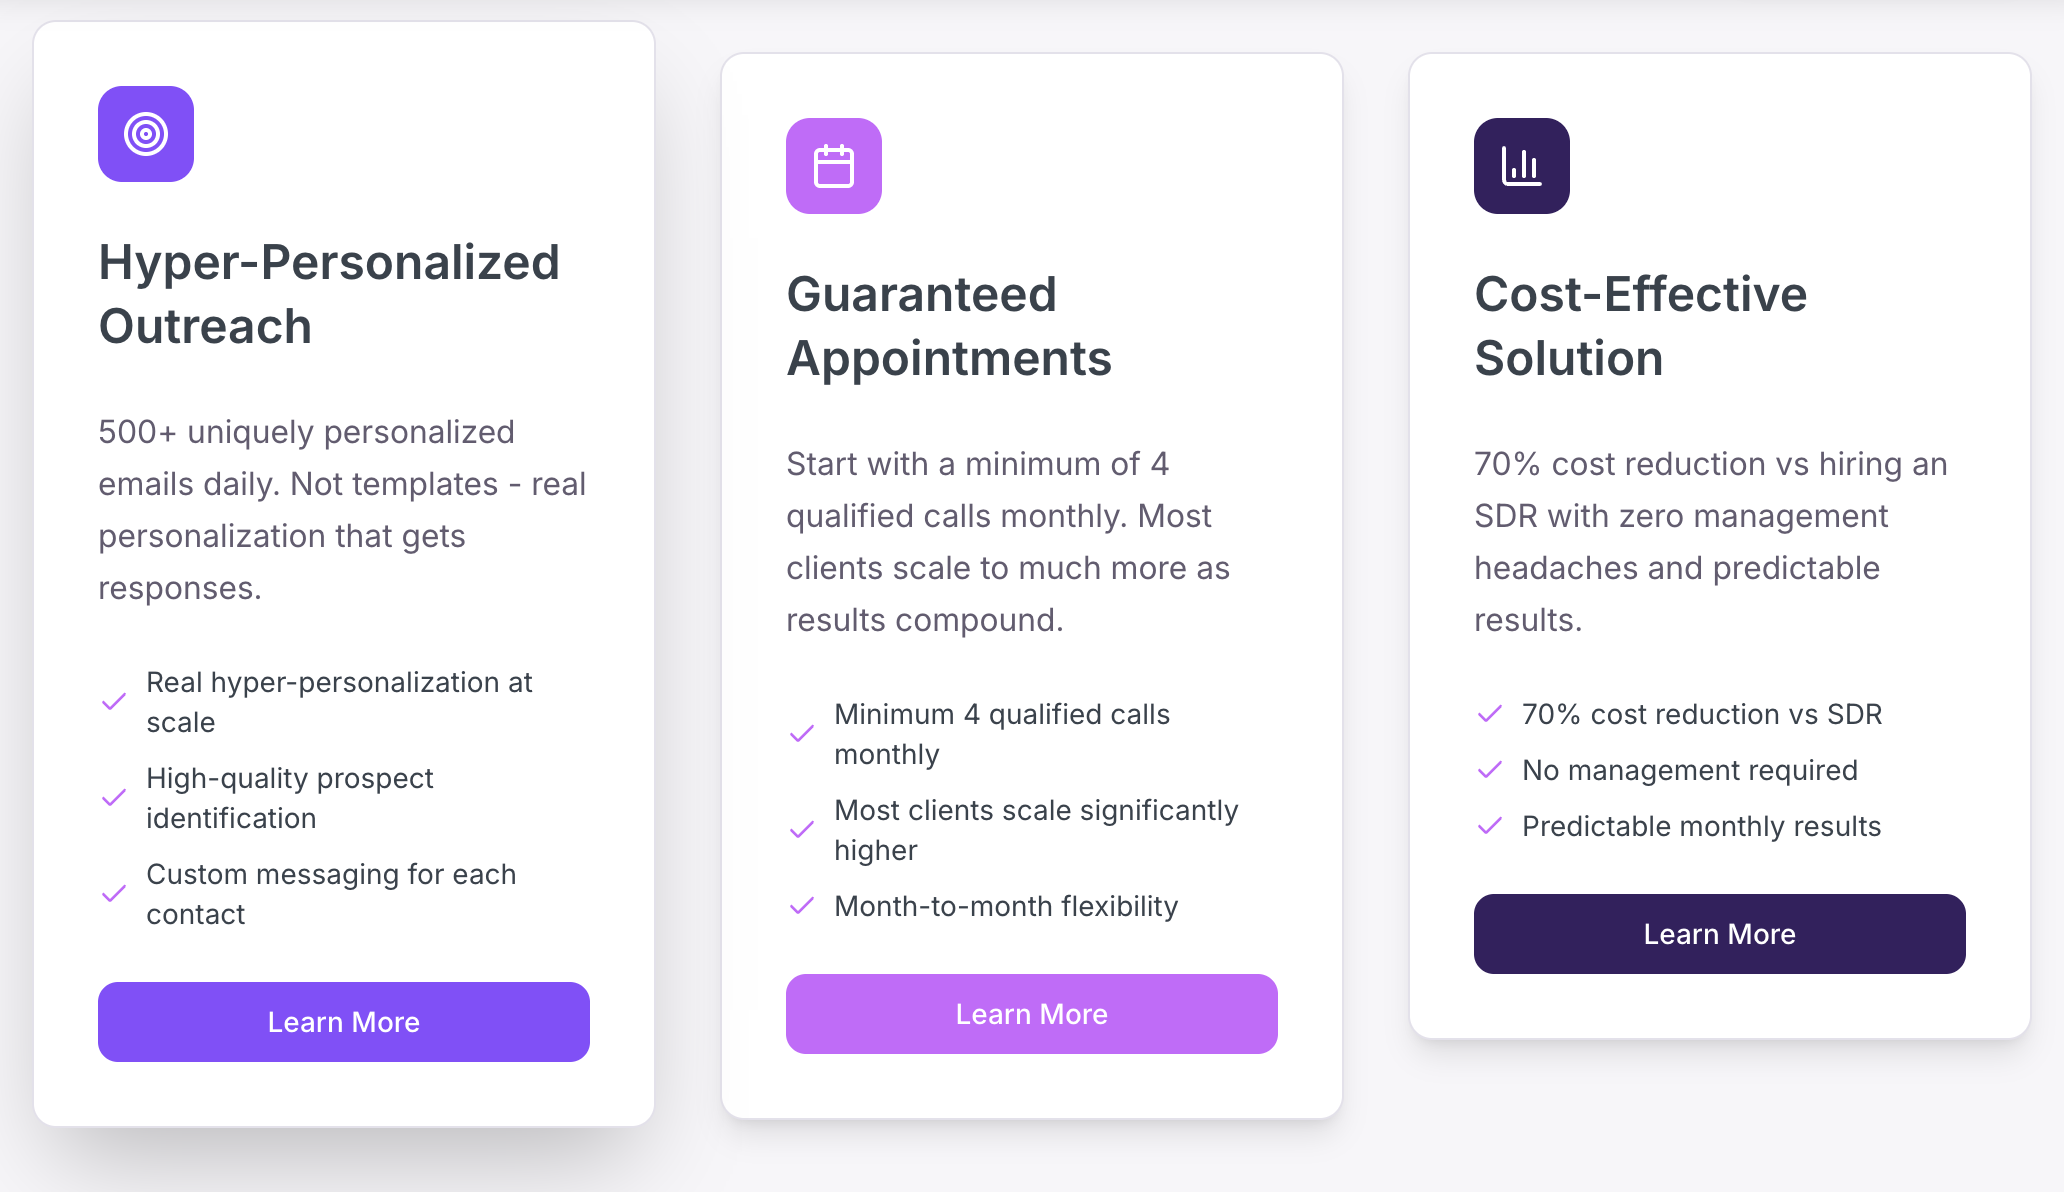 Hyper-Personalized
Outreach
500+ uniquely personalized
emails daily. Not templates - real
personalization that gets
responses.
Real hyper-personalization at
scale
High-quality prospect
identification
Custom messaging for each
contact
Learn More
Guaranteed
Appointments
Start with a minimum of 4
qualified calls monthly. Most
clients scale to much more as
results compound.
Minimum 4 qualified calls
monthly
Most clients scale significantly
higher
Month-to-month flexibility
Learn More
Cost-Effective
Solution
70% cost reduction vs hiring an
SDR with zero management
headaches and predictable
results.
70% cost reduction vs SDR
No management required
Predictable monthly results
Learn More